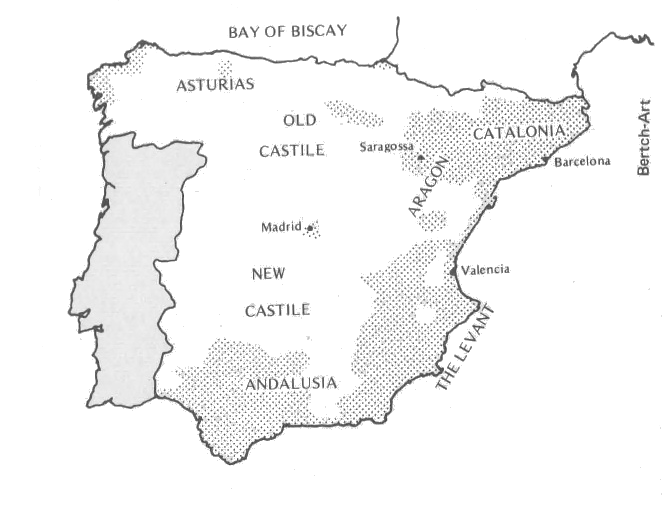 BAY OF BISCAY
ASTURIAS
OLD
CASTILE
CATALONIA
Saragossa
Barcelona
ARAGON
Madrid
NEW
CASTILE
Valencia
THE LEVANT
ANDALUSIA
Bertch-Art